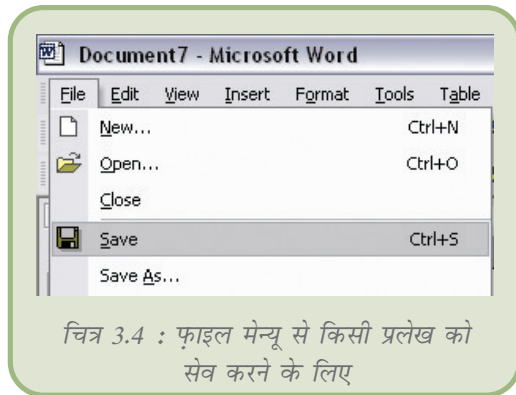 Document7 - Microsoft Word
File Edit View Insert Format Tools Table
New... Ctrl+N
Open... Ctrl+O
Close
Save Ctrl+S
Save As...
चित्र 3.4 : फ़ाइल मेन्यू से किसी प्रलेख को
सेव करने के लिए